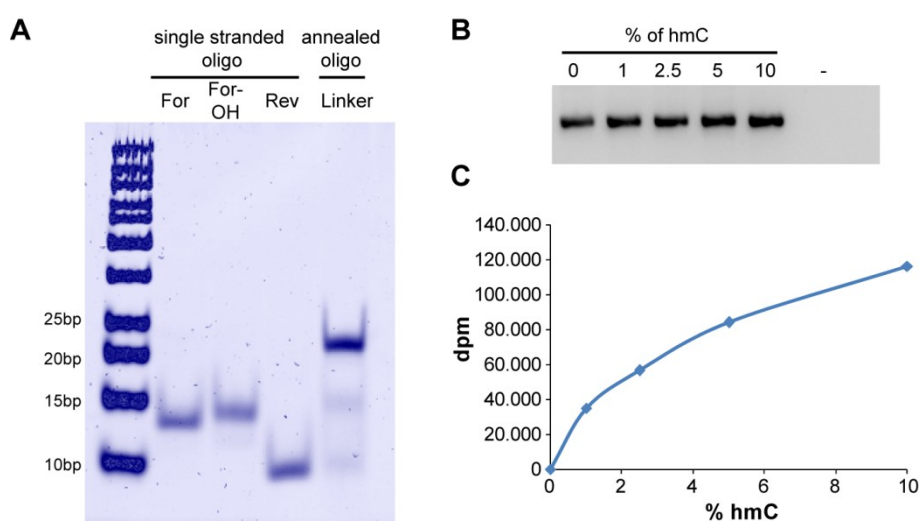 A
single stranded
oligo
annealed
oligo
For
For-
OH
Rev
Linker
25bp
20bp
15bp
10bp
B
% of hmC
0 1 2.5 5 10 -
C
140.000
120.000
100.000
80.000
60.000
40.000
20.000
0
dpm
0 2 4 6 8 10
% hmC